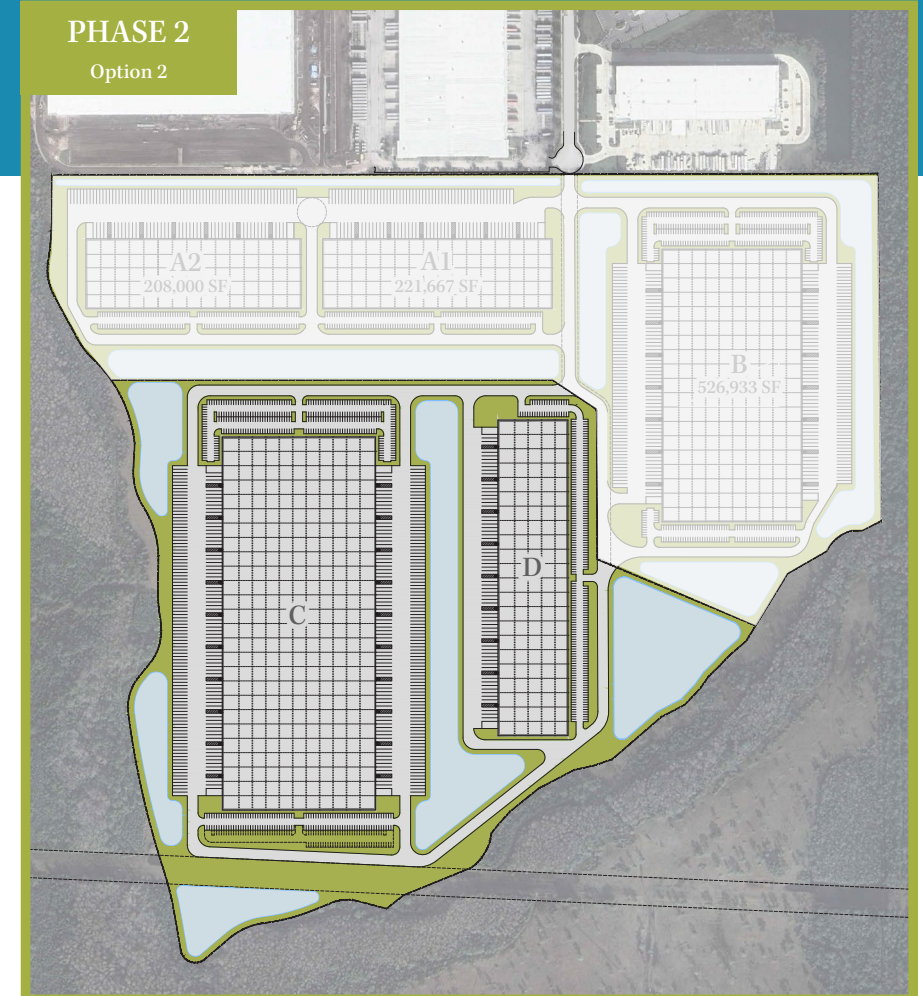 PHASE 2
Option 2
A2
208,000 SF
A1
221,667 SF
B
526,933 SF
C
D